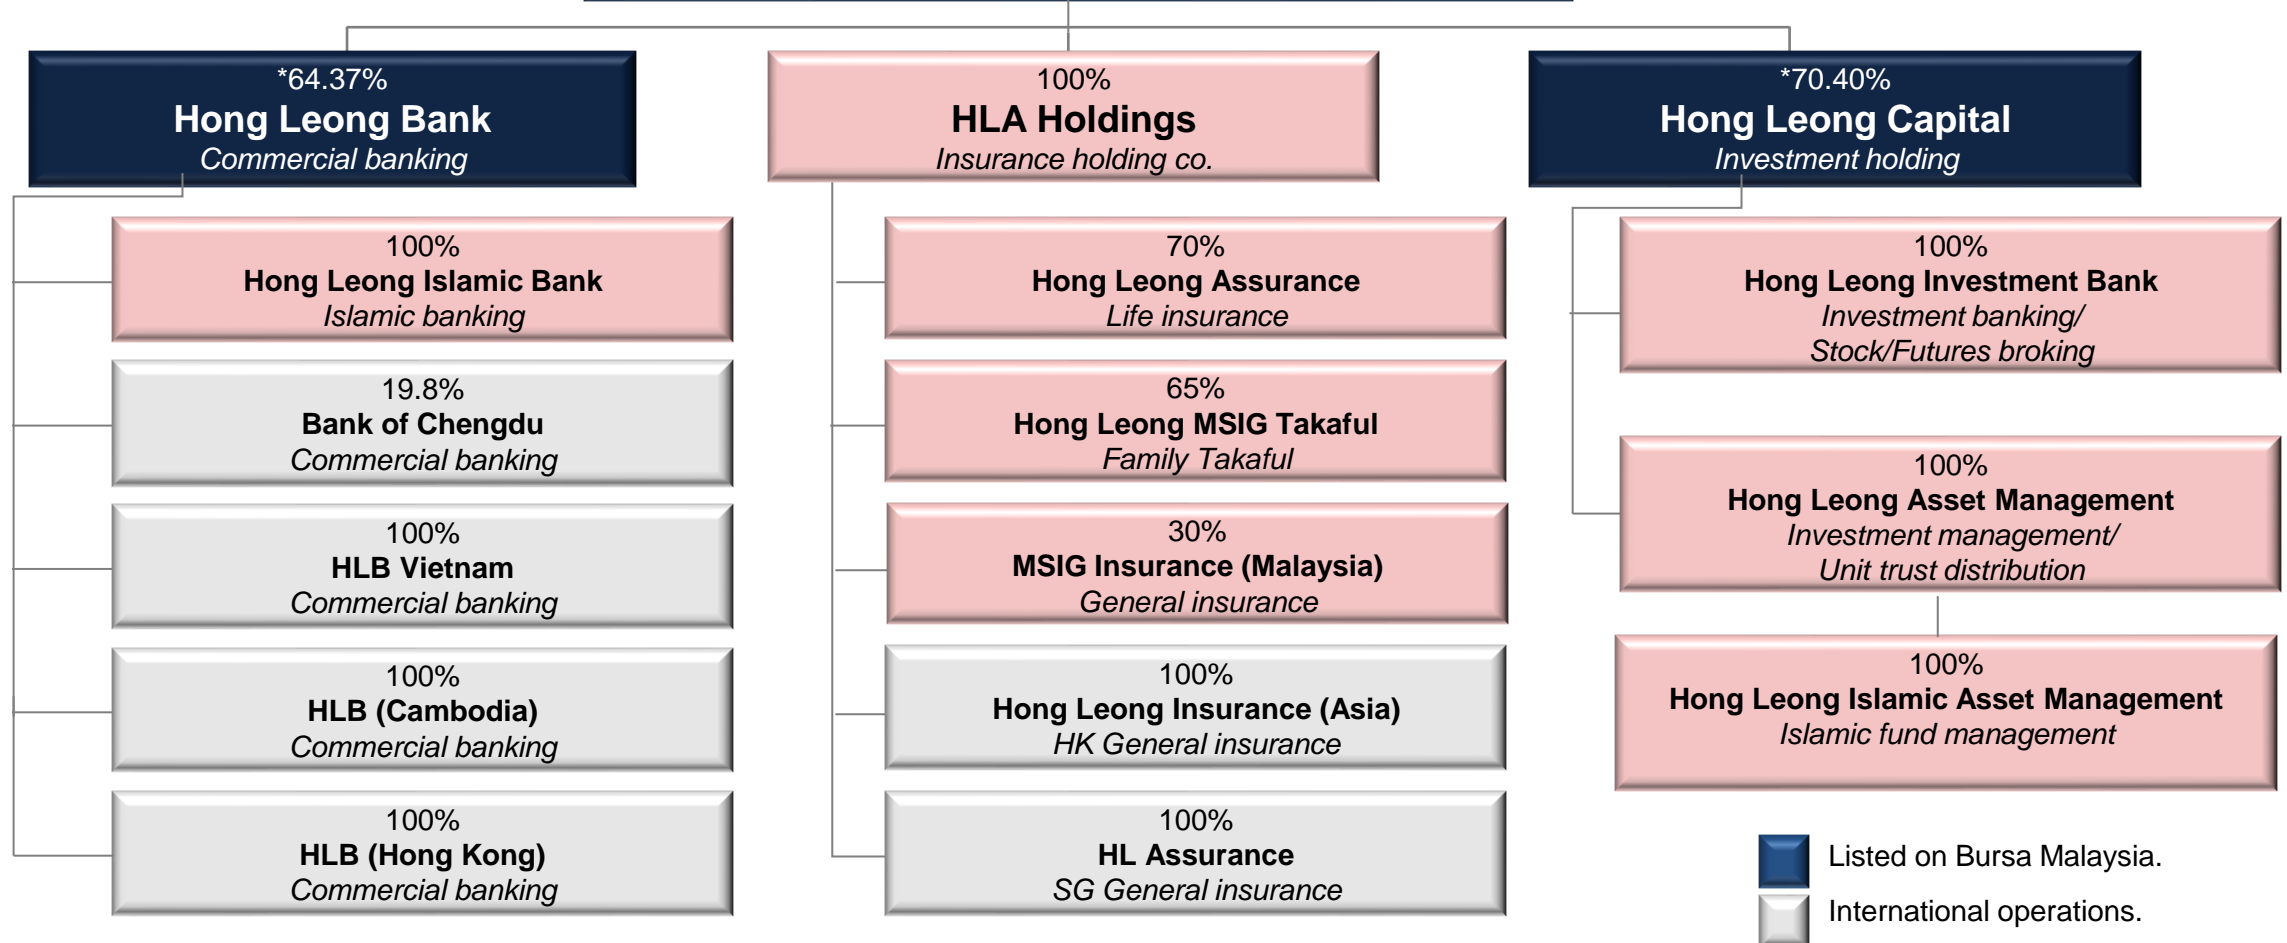 *64.37%
Hong Leong Bank
Commercial banking
100%
Hong Leong Islamic Bank
Islamic banking
19.8%
Bank of Chengdu
Commercial banking
100%
HLB Vietnam
Commercial banking
100%
HLB (Cambodia)
Commercial banking
100%
HLB (Hong Kong)
Commercial banking
100%
HLA Holdings
Insurance holding co.
70%
Hong Leong Assurance
Life insurance
65%
Hong Leong MSIG Takaful
Family Takaful
30%
MSIG Insurance (Malaysia)
General insurance
100%
Hong Leong Insurance (Asia)
HK General insurance
100%
HL Assurance
SG General insurance
*70.40%
Hong Leong Capital
Investment holding
100%
Hong Leong Investment Bank
Investment banking/
Stock/Futures broking
100%
Hong Leong Asset Management
Investment management/
Unit trust distribution
100%
Hong Leong Islamic Asset Management
Islamic fund management
Listed on Bursa Malaysia.
International operations.